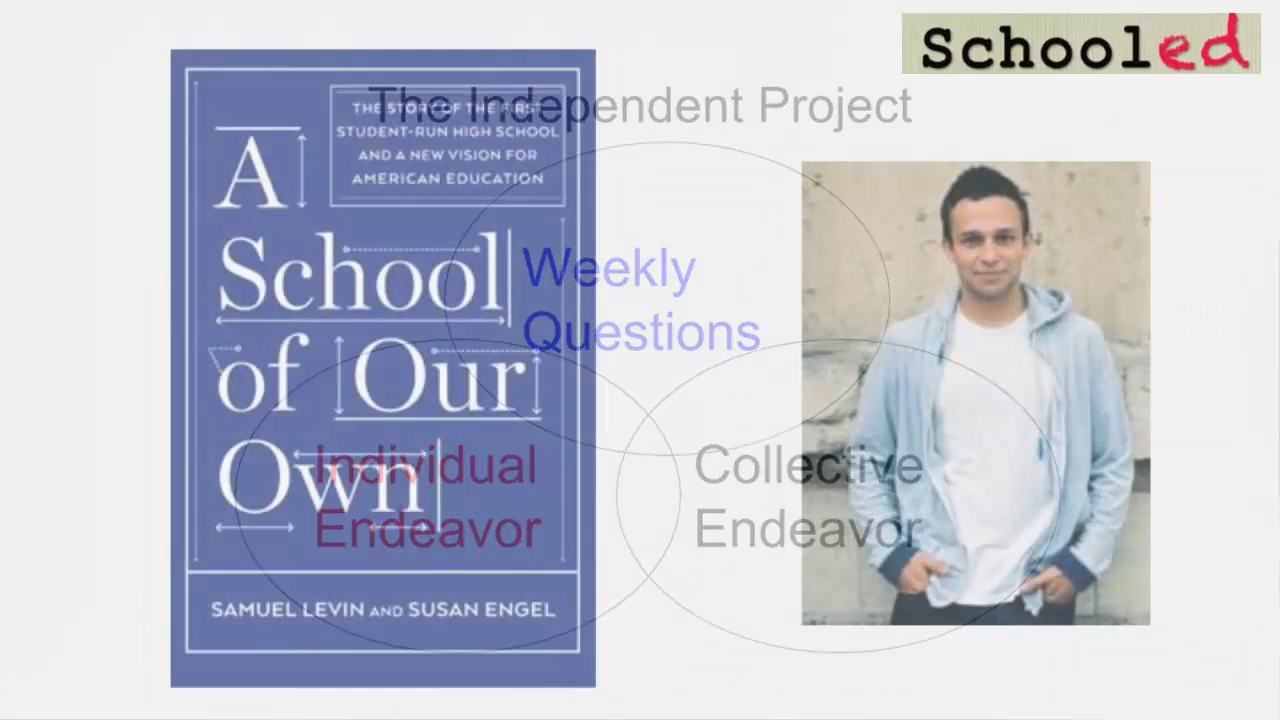 Schooled
The Independent Project
THE STORY OF THE FIRST
STUDENT-RUN HIGH SCHOOL
AND A NEW VISION FOR
AMERICAN EDUCATION
A
School
of Our
Own
SAMUEL LEVIN AND SUSAN ENGEL
Weekly
Questions
Individual
Endeavor
Collective
Endeavor